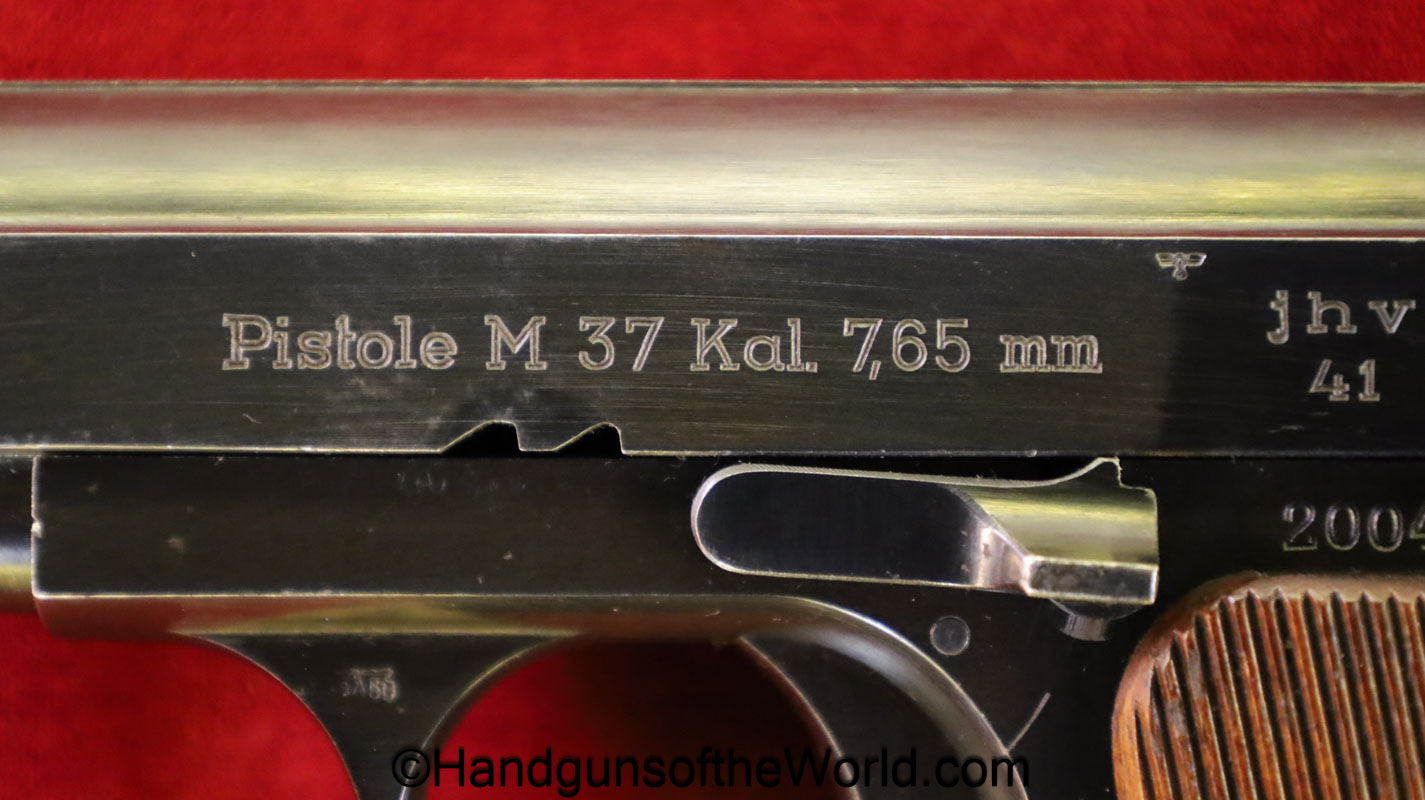 Pistole M 37 Kal. 7,65 mm
jhv
41
2004
©HandgunsoftheWorld.com